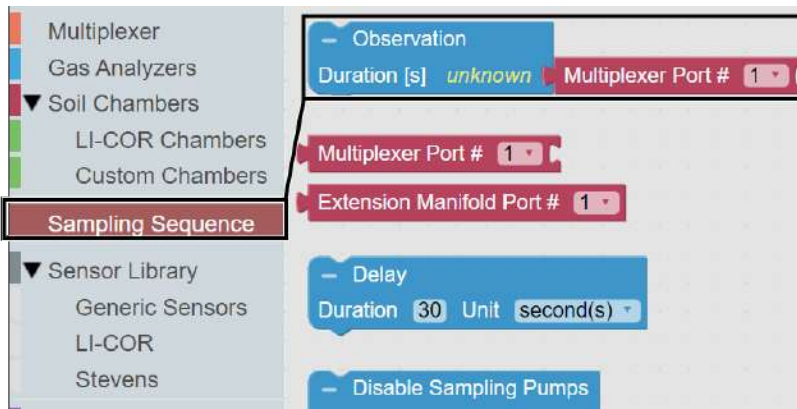 Multiplexer
Gas Analyzers
Soil Chambers
LI-COR Chambers
Custom Chambers
Sampling Sequence
Sensor Library
Generic Sensors
LI-COR
Stevens
Observation
Duration [s] unknown Multiplexer Port # 1
Multiplexer Port # 1
Extension Manifold Port # 1
Delay
Duration 30 Unit second(s)
Disable Sampling Pumps